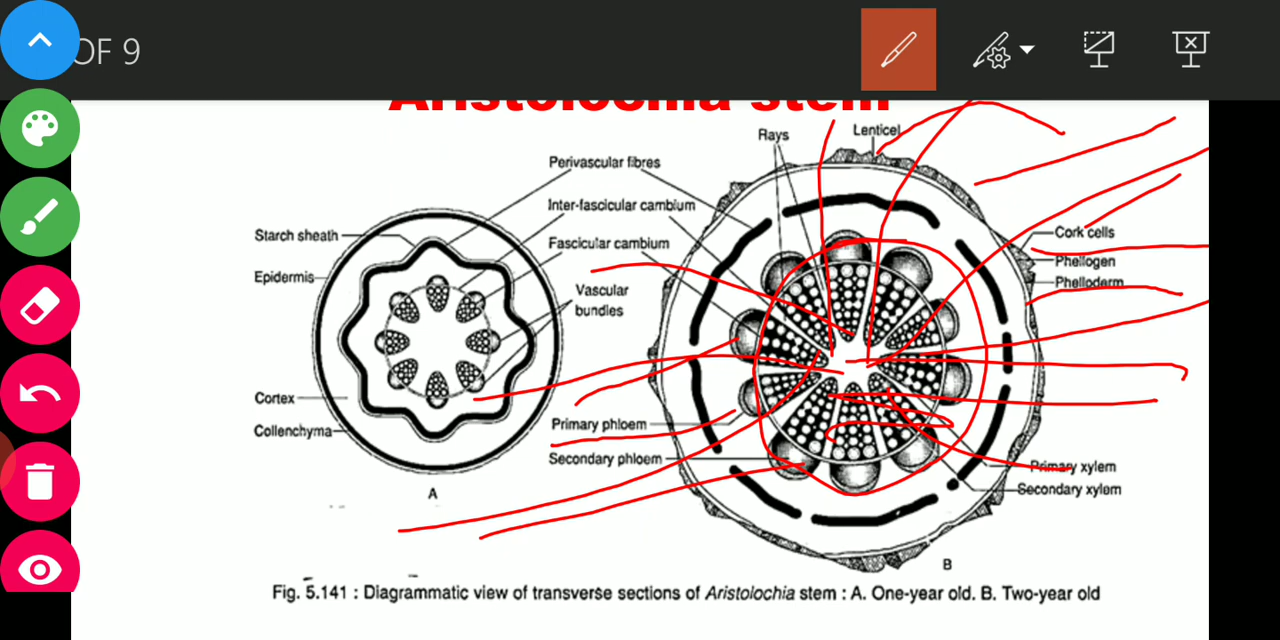 OF 9
Aristolochia stem
Rays
Lenticel
Perivascular fibres
Inter-fascicular cambium
Starch sheath
Fascicular cambium
Epidermis
Vascular
bundles
Cork cells
Phellogen
Phelloderm
Cortex
Collenchyma
Primary phloem
Secondary phloem
Primary xylem
Secondary xylem
A
B
Fig. 5.141 : Diagrammatic view of transverse sections of Aristolochia stem : A. One-year old. B. Two-year old